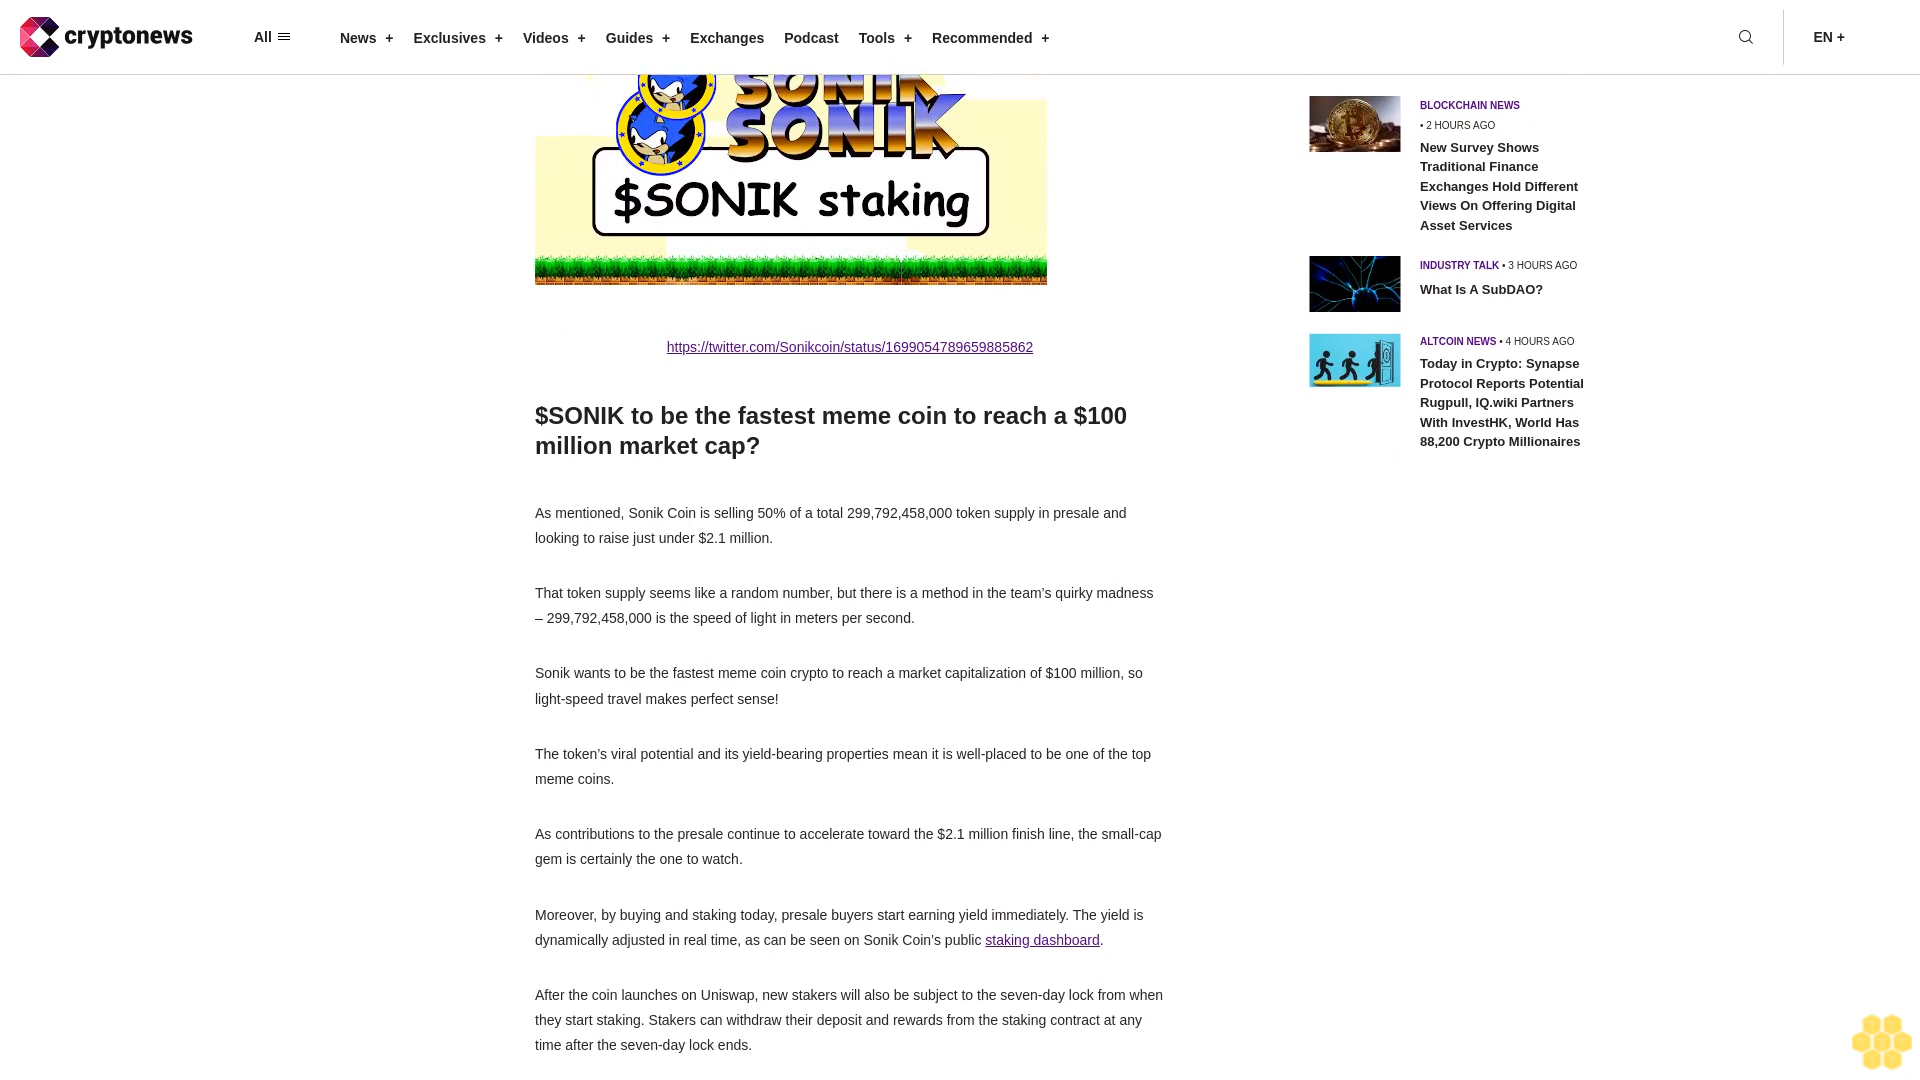 cryptonews
All
News +
Exclusives +
Videos +
Guides +
Exchanges
Podcast
Tools +
Recommended +
EN +
SONIK
SONIK
$SONIK staking
https://twitter.com/Sonikcoin/status/1699054789659885862
$SONIK to be the fastest meme coin to reach a $100
million market cap?
As mentioned, Sonik Coin is selling 50% of a total 299,792,458,000 token supply in presale and
looking to raise just under $2.1 million.
That token supply seems like a random number, but there is a method in the team’s quirky madness
– 299,792,458,000 is the speed of light in meters per second.
Sonik wants to be the fastest meme coin crypto to reach a market capitalization of $100 million, so
light-speed travel makes perfect sense!
The token’s viral potential and its yield-bearing properties mean it is well-placed to be one of the top
meme coins.
As contributions to the presale continue to accelerate toward the $2.1 million finish line, the small-cap
gem is certainly the one to watch.
Moreover, by buying and staking today, presale buyers start earning yield immediately. The yield is
dynamically adjusted in real time, as can be seen on Sonik Coin’s public staking dashboard.
After the coin launches on Uniswap, new stakers will also be subject to the seven-day lock from when
they start staking. Stakers can withdraw their deposit and rewards from the staking contract at any
time after the seven-day lock ends.
BLOCKCHAIN NEWS
• 2 HOURS AGO
New Survey Shows
Traditional Finance
Exchanges Hold Different
Views On Offering Digital
Asset Services
INDUSTRY TALK • 3 HOURS AGO
What Is A SubDAO?
ALTCOIN NEWS • 4 HOURS AGO
Today in Crypto: Synapse
Protocol Reports Potential
Rugpull, IQ.wiki Partners
With InvestHK, World Has
88,200 Crypto Millionaires